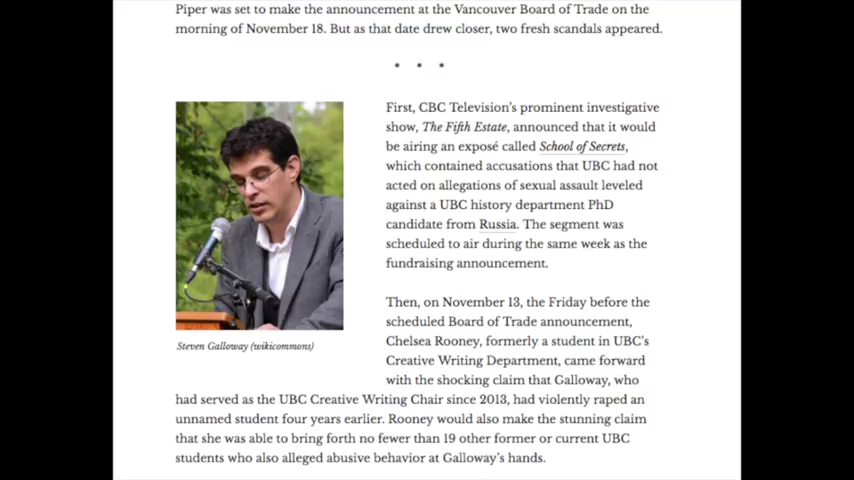 Piper was set to make the announcement at the Vancouver Board of Trade on the
morning of November 18. But as that date drew closer, two fresh scandals appeared.
* * *
First, CBC Television's prominent investigative
show, The Fifth Estate, announced that it would
be airing an exposé called School of Secrets,
which contained accusations that UBC had not
acted on allegations of sexual assault leveled
against a UBC history department PhD
candidate from Russia. The segment was
scheduled to air during the same week as the
fundraising announcement.
Then, on November 13, the Friday before the
scheduled Board of Trade announcement,
Chelsea Rooney, formerly a student in UBC's
Creative Writing Department, came forward
with the shocking claim that Galloway, who
had served as the UBC Creative Writing Chair since 2013, had violently raped an
unnamed student four years earlier. Rooney would also make the stunning claim
that she was able to bring forth no fewer than 19 other former or current UBC
students who also alleged abusive behavior at Galloway's hands.
Steven Galloway (wikicommons)